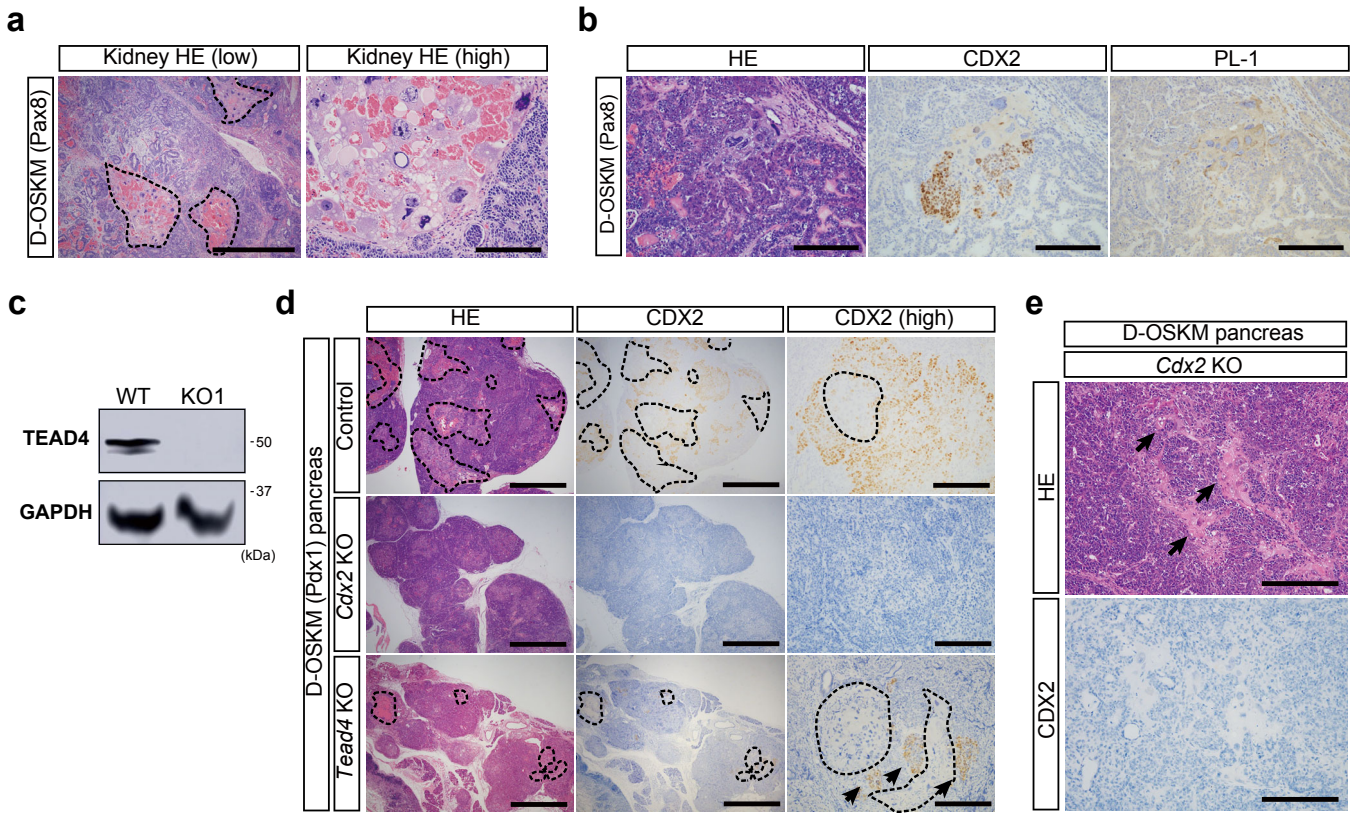 a
Kidney HE (low)
Kidney HE (high)
D-OSKM (Pax8)
b
HE
CDX2
PL-1
D-OSKM (Pax8)
c
WT
KO1
TEAD4
-50
-37
GAPDH
(kDa)
d
HE
CDX2
CDX2 (high)
D-OSKM (Pdx1) pancreas
Control
Cdx2 KO
Tead4 KO
e
D-OSKM pancreas
Cdx2 KO
HE
CDX2